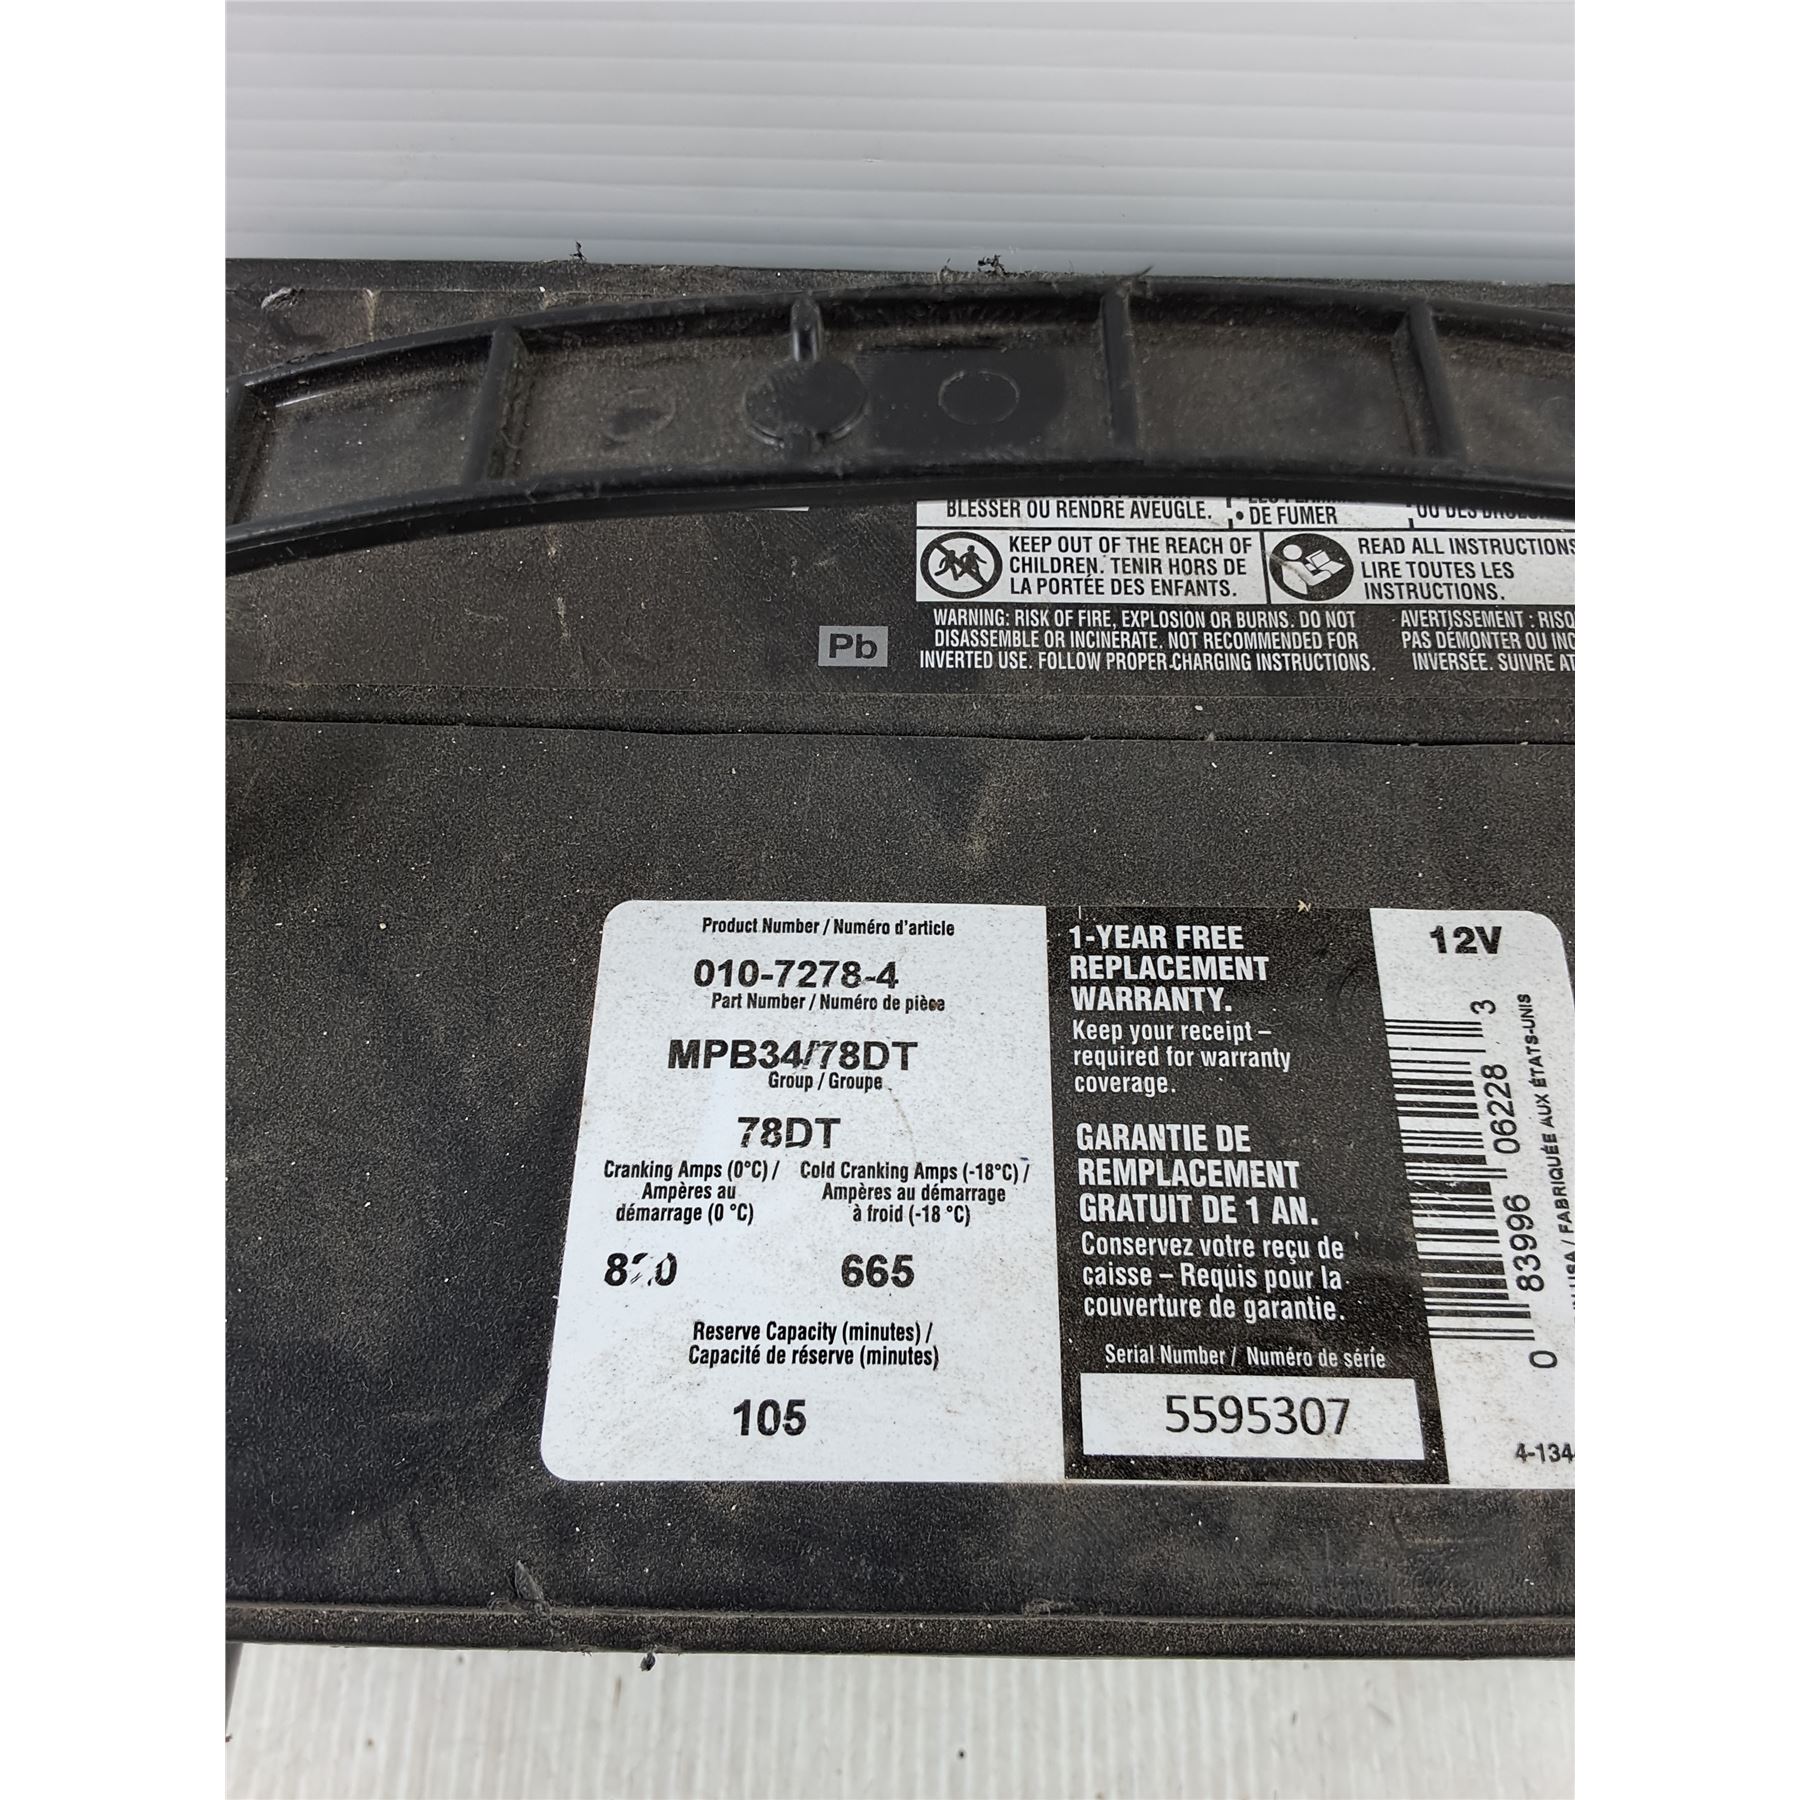 BLESSER OU RENDRE AVEUGLE.
• DE FUMER
KEEP OUT OF THE REACH OF
CHILDREN. TENIR HORS DE
LA PORTÉE DES ENFANTS.
READ ALL INSTRUCTIONS
LIRE TOUTES LES
INSTRUCTIONS.
Pb
WARNING: RISK OF FIRE, EXPLOSION OR BURNS. DO NOT
DISASSEMBLE OR INCINERATE. NOT RECOMMENDED FOR
INVERTED USE. FOLLOW PROPER CHARGING INSTRUCTIONS.
AVERTISSEMENT : RISQ
PAS DÉMONTER OU INC
INVERSÉE. SUIVRE AT
Product Number / Numéro d'article
010-7278-4
Part Number / Numéro de pièce
MPB34/78DT
Group / Groupe
78DT
Cranking Amps (0°C) /
Ampères au
démarrage (0 °C)
Cold Cranking Amps (-18°C) /
Ampères au démarrage
à froid (-18 °C)
665
Reserve Capacity (minutes) /
Capacité de réserve (minutes)
105
1-YEAR FREE
REPLACEMENT
WARRANTY.
Keep your receipt –
required for warranty
coverage.
GARANTIE DE
REMPLACEMENT
GRATUIT DE 1 AN.
Conservez votre reçu de
caisse – Requis pour la
couverture de garantie.
Serial Number / Numéro de série
5595307
12V
0 83996 06228 3
USA / FABRIQUÉE AUX ÉTATS-UNIS
4-134